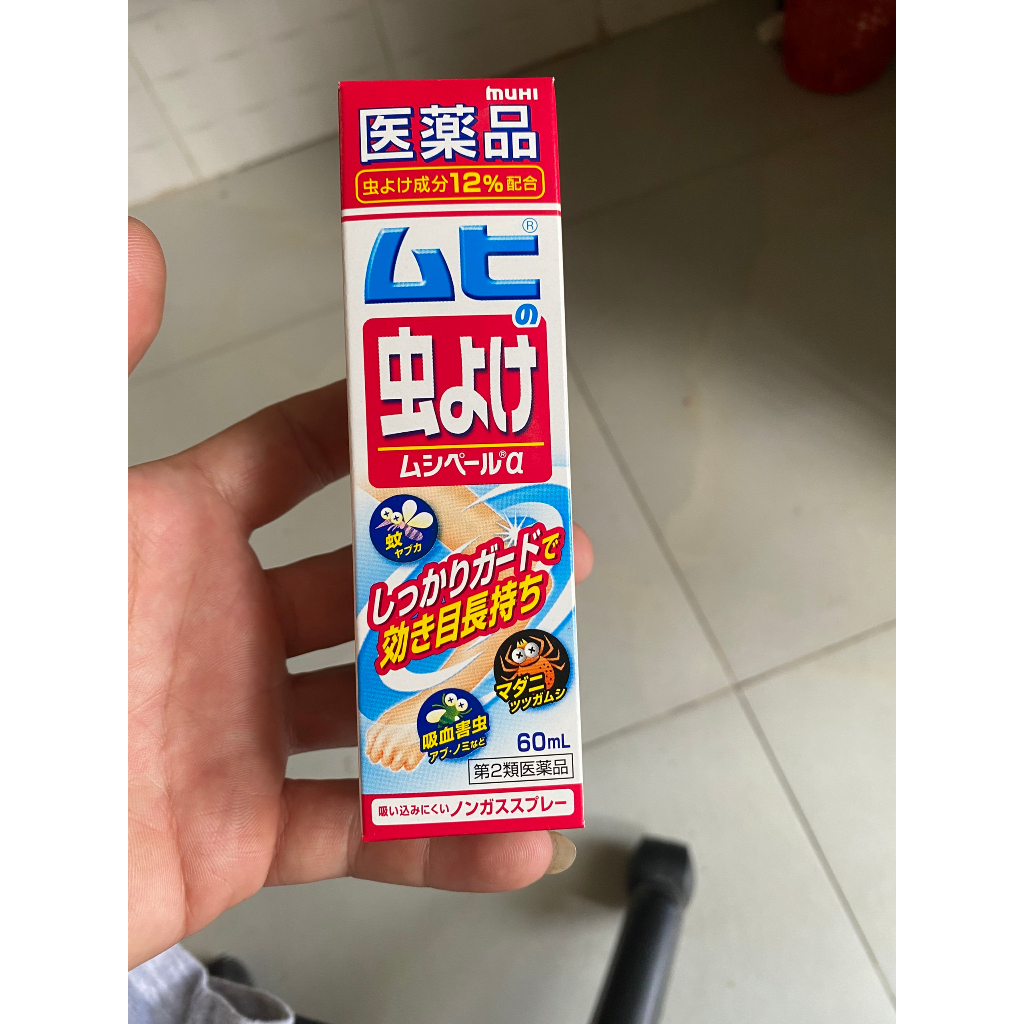 MUHI
医薬品
虫よけ成分12%配合
ムヒ®
の
虫よけ
ムシペール®α
蚊
ヤブカ
しっかりガードで
効き目長持ち
マダニ
ツツガムシ
吸血害虫
アブ・ノミなど
60mL
第2類医薬品
吸い込みにくいノンガススプレー